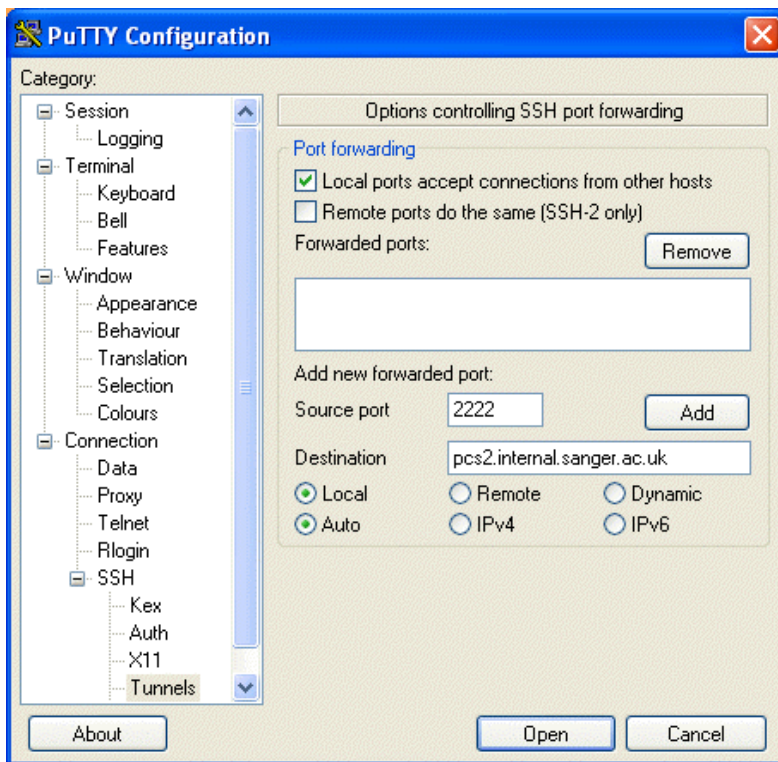 PuTTY Configuration
Category:
Session
Logging
Terminal
Keyboard
Bell
Features
Window
Appearance
Behaviour
Translation
Selection
Colours
Connection
Data
Proxy
Telnet
Rlogin
SSH
Kex
Auth
X11
Tunnels
Options controlling SSH port forwarding
Port forwarding
Local ports accept connections from other hosts
Remote ports do the same (SSH-2 only)
Forwarded ports:
Remove
Add new forwarded port:
Source port 2222 Add
Destination pcs2.internal.sanger.ac.uk
Local Remote Dynamic
Auto IPv4 IPv6
About Open Cancel